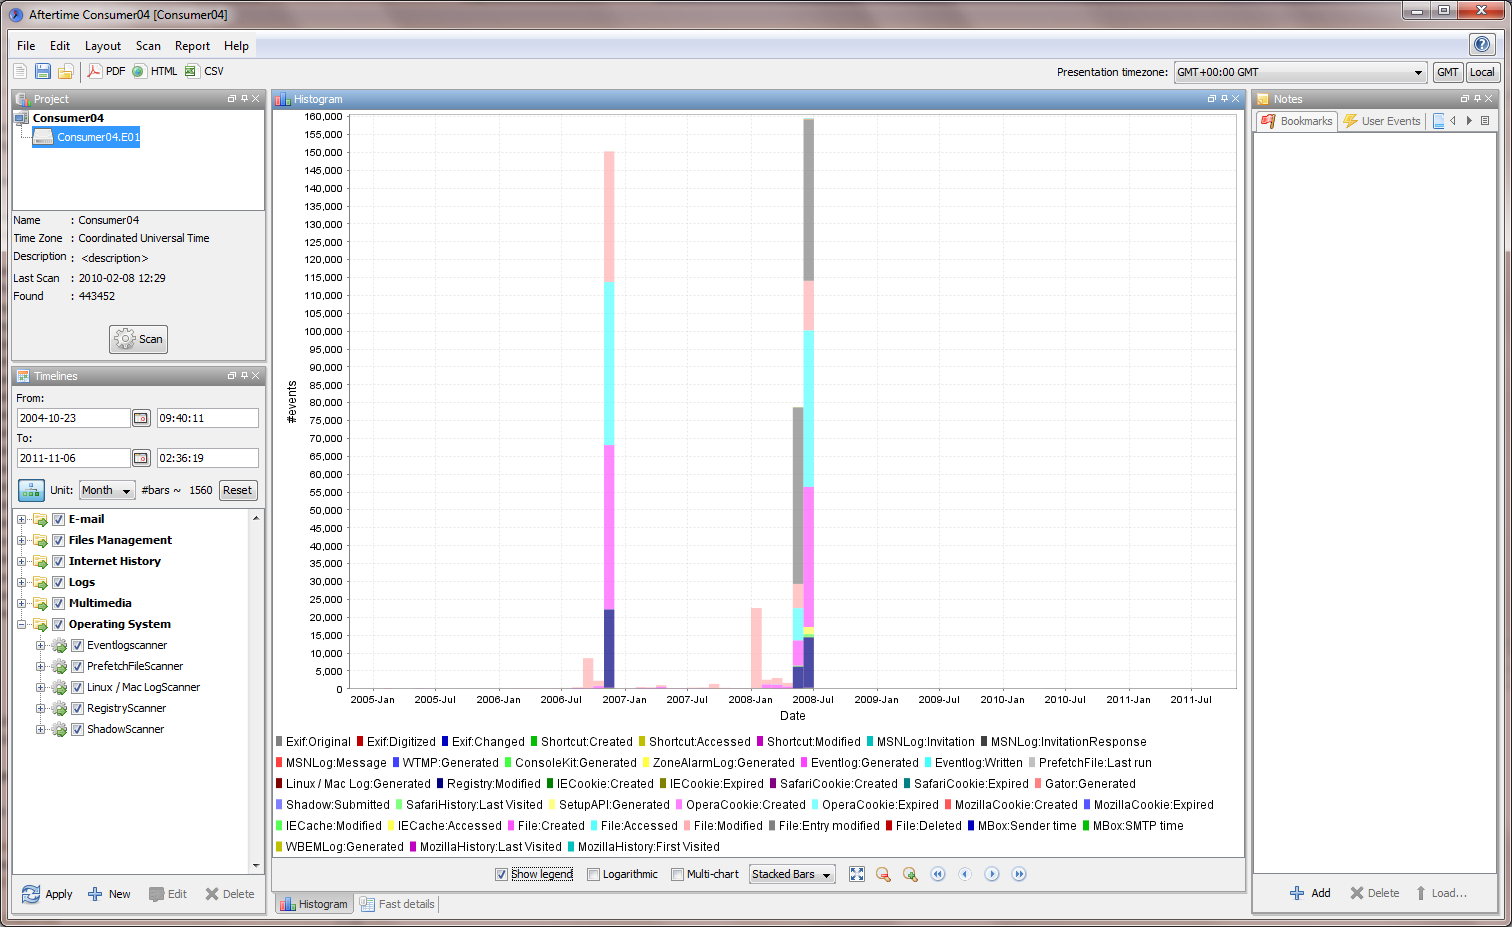 Aftertime Consumer04 [Consumer04]
File Edit Layout Scan Report Help
PDF HTML CSV
Presentation timezone: GMT+00:00 GMT GMT Local
Project
Consumer04
Consumer04.E01
Name : Consumer04
Time Zone : Coordinated Universal Time
Description : <description>
Last Scan : 2010-02-08 12:29
Found : 443452
Scan
Timelines
From:
2004-10-23 09:40:11
To:
2011-11-06 02:36:19
Unit: Month #bars ~ 1560 Reset
E-mail
Files Management
Internet History
Logs
Multimedia
Operating System
Eventlogscanner
PrefetchFileScanner
Linux / Mac LogScanner
RegistryScanner
ShadowScanner
Apply New Edit Delete
Histogram
160,000
155,000
150,000
145,000
140,000
135,000
130,000
125,000
120,000
115,000
110,000
105,000
100,000
95,000
90,000
85,000
80,000
75,000
70,000
65,000
60,000
55,000
50,000
45,000
40,000
35,000
30,000
25,000
20,000
15,000
10,000
5,000
0
#events
2005-Jan 2005-Jul 2006-Jan 2006-Jul 2007-Jan 2007-Jul 2008-Jan 2008-Jul 2009-Jan 2009-Jul 2010-Jan 2010-Jul 2011-Jan 2011-Jul
Date
Exif:Original Exif:Digitized Exif:Changed Shortcut:Created Shortcut:Accessed Shortcut:Modified MSNLog:Invitation MSNLog:InvitationResponse
MSNLog:Message WTMP:Generated ConsoleKit:Generated ZoneAlarmLog:Generated Eventlog:Generated Eventlog:Written PrefetchFile:Last run
Linux / Mac Log:Generated Registry:Modified IECookie:Created IECookie:Expired SafariCookie:Created SafariCookie:Expired Gator:Generated
Shadow:Submitted SafariHistory:Last Visited SetupAPI:Generated OperaCookie:Created OperaCookie:Expired MozillaCookie:Created MozillaCookie:Expired
IECache:Modified IECache:Accessed File:Created File:Accessed File:Modified File:Entry modified File:Deleted MBox:Sender time MBox:SMTP time
WBEMLog:Generated MozillaHistory:Last Visited MozillaHistory:First Visited
Show legend Logarithmic Multi-chart Stacked Bars
Histogram Fast details
Notes
Bookmarks User Events
Add Delete Load...